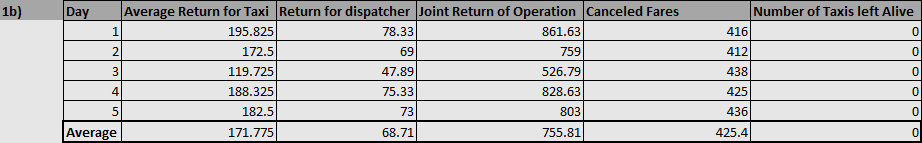 1b) Day Average Return for Taxi Return for dispatcher Joint Return of Operation Canceled Fares Number of Taxis left Alive
1 195.825 78.33 861.63 416 0
2 172.5 69 759 412 0
3 119.725 47.89 526.79 438 0
4 188.325 75.33 828.63 425 0
5 182.5 73 803 436 0
Average 171.775 68.71 755.81 425.4 0